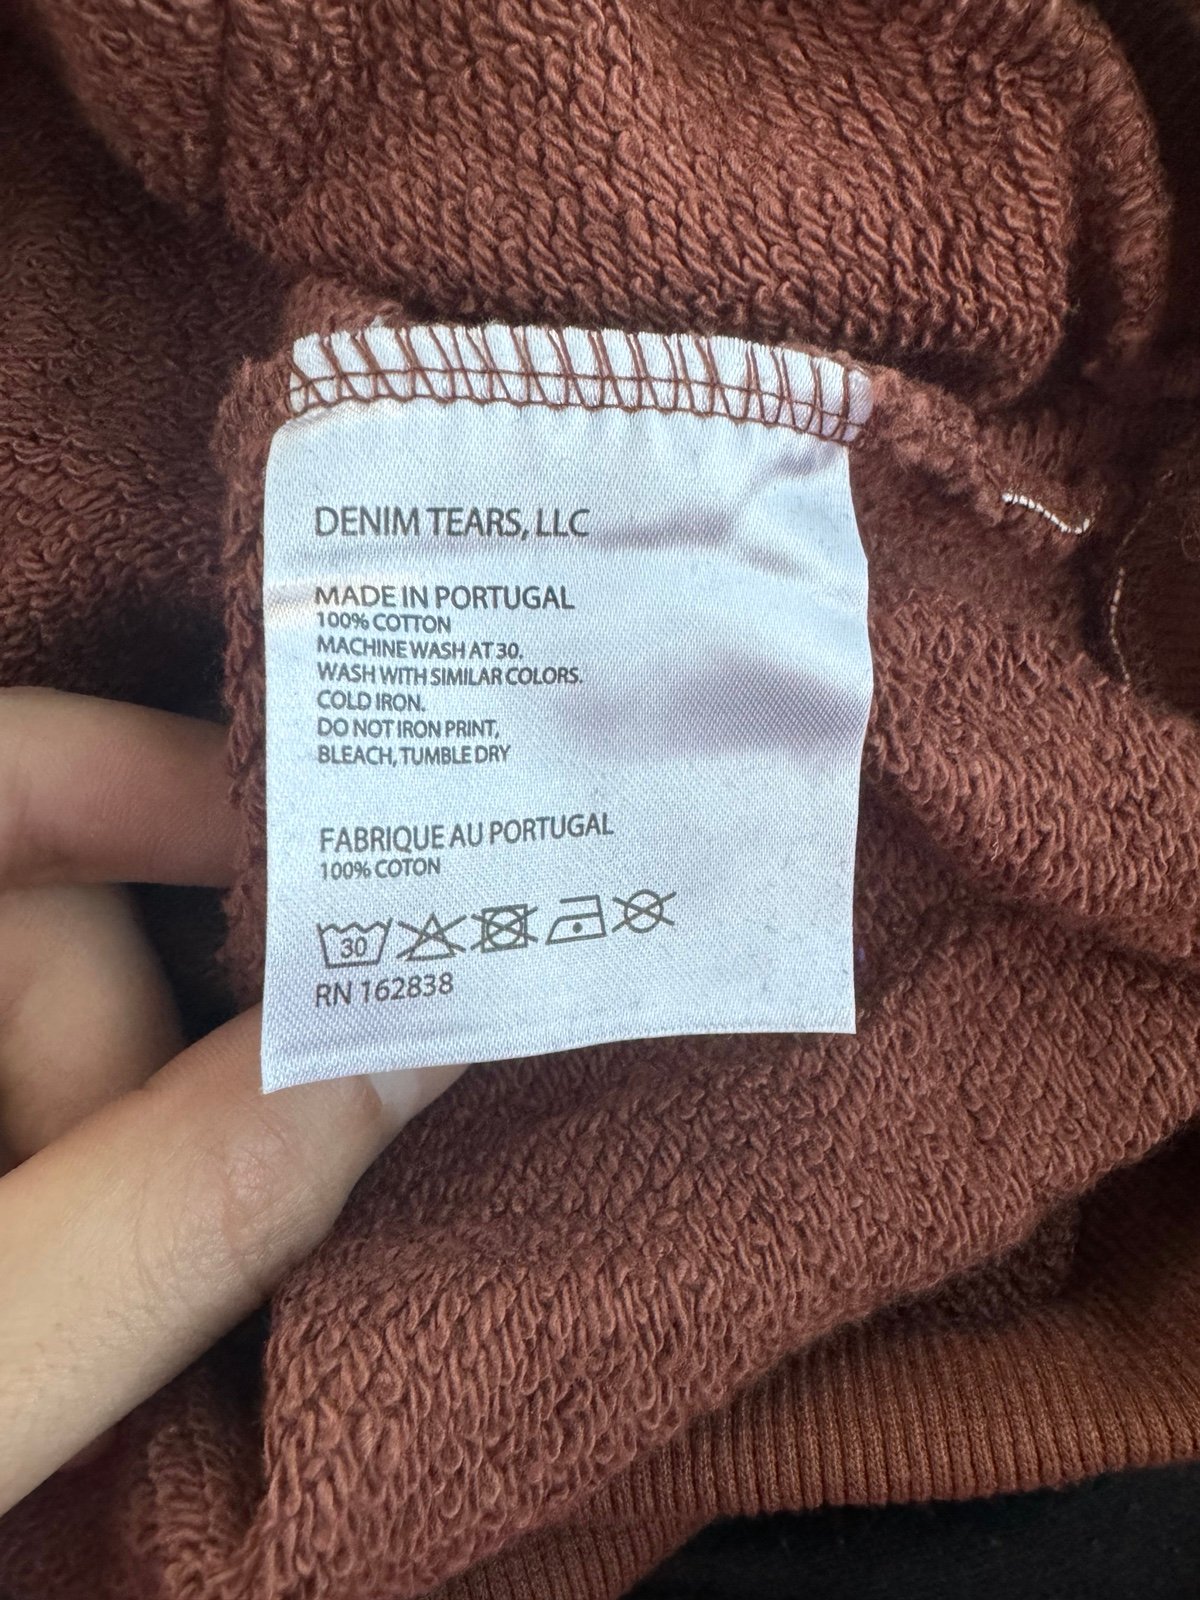 DENIM TEARS, LLC
MADE IN PORTUGAL
100% COTTON
MACHINE WASH AT 30.
WASH WITH SIMILAR COLORS.
COLD IRON.
DO NOT IRON PRINT,
BLEACH, TUMBLE DRY
FABRIQUE AU PORTUGAL
100% COTON
30
RN 162838